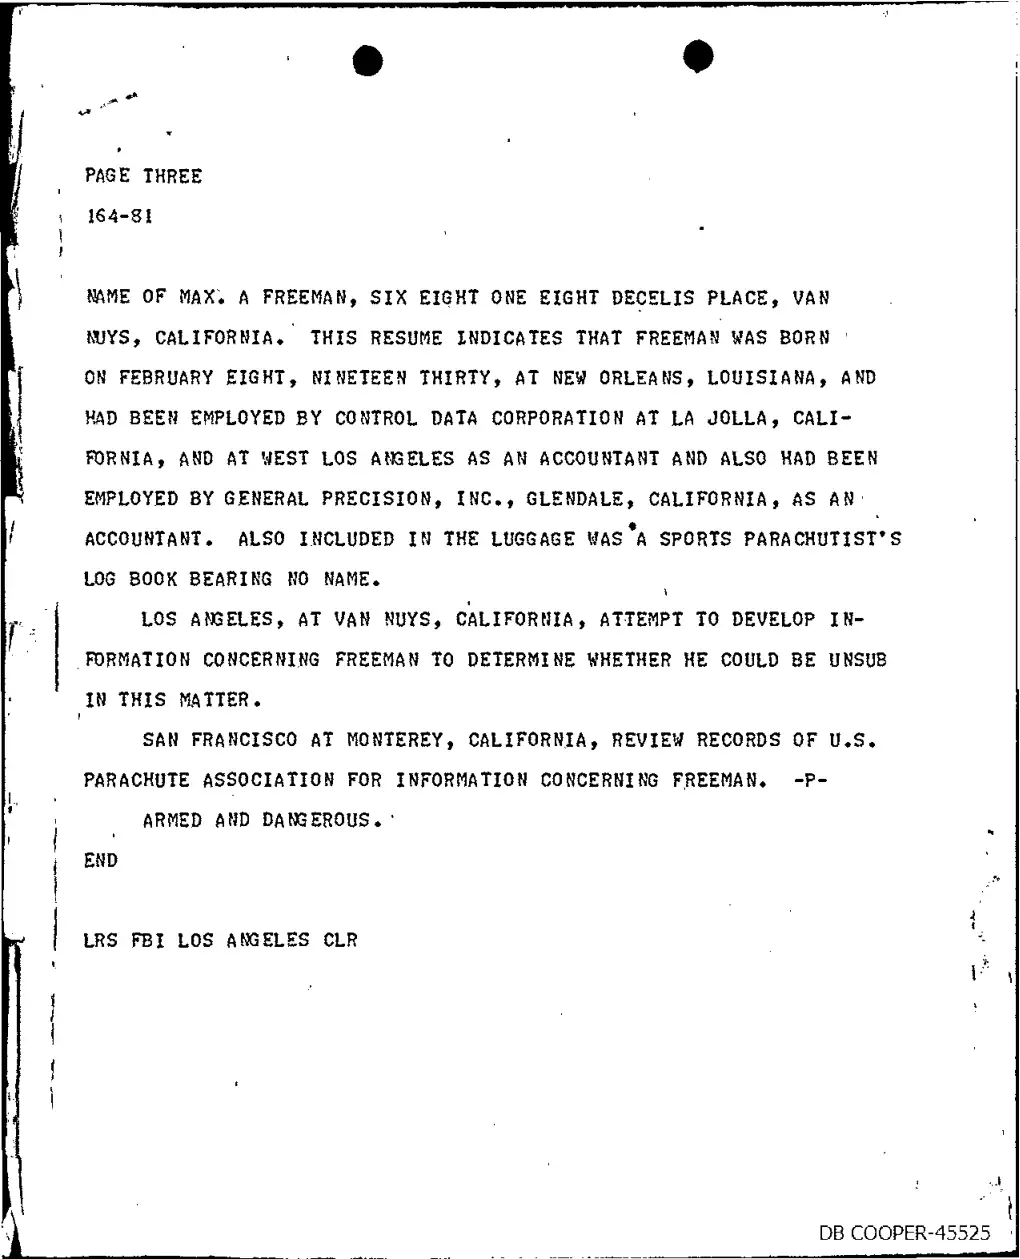 PAGE THREE
164-81
NAME OF MAX. A FREEMAN, SIX EIGHT ONE EIGHT DECELIS PLACE, VAN
NUYS, CALIFORNIA. THIS RESUME INDICATES THAT FREEMAN WAS BORN
ON FEBRUARY EIGHT, NINETEEN THIRTY, AT NEW ORLEANS, LOUISIANA, AND
HAD BEEN EMPLOYED BY CONTROL DATA CORPORATION AT LA JOLLA, CALI-
FORNIA, AND AT WEST LOS ANGELES AS AN ACCOUNTANT AND ALSO HAD BEEN
EMPLOYED BY GENERAL PRECISION, INC., GLENDALE, CALIFORNIA, AS AN
ACCOUNTANT. ALSO INCLUDED IN THE LUGGAGE WAS A SPORTS PARACHUTIST'S
LOG BOOK BEARING NO NAME.
LOS ANGELES, AT VAN NUYS, CALIFORNIA, ATTEMPT TO DEVELOP IN-
FORMATION CONCERNING FREEMAN TO DETERMINE WHETHER HE COULD BE UNSUB
IN THIS MATTER.
SAN FRANCISCO AT MONTEREY, CALIFORNIA, REVIEW RECORDS OF U.S.
PARACHUTE ASSOCIATION FOR INFORMATION CONCERNING FREEMAN. -P-
ARMED AND DANGEROUS.
END
LRS FBI LOS ANGELES CLR
DB COOPER-45525